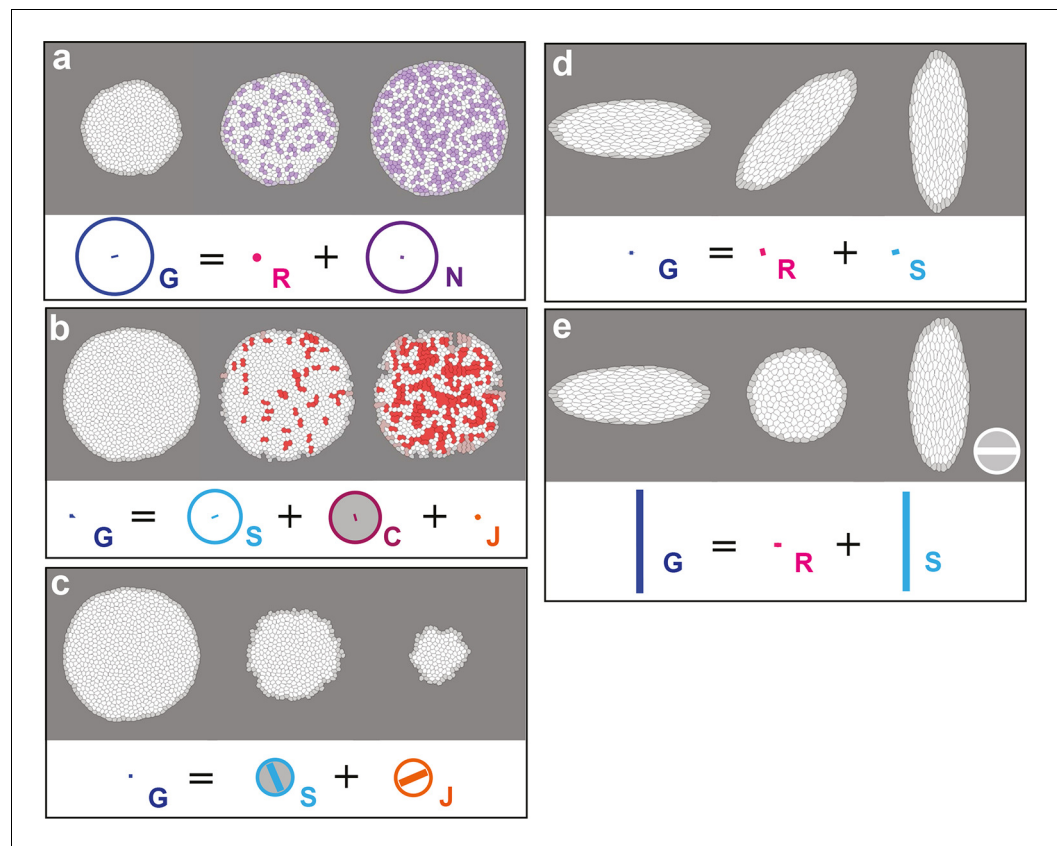 a
G = R + N
b
G = S + C + J
c
G = S + J
d
G = R + S
e
G = R + S